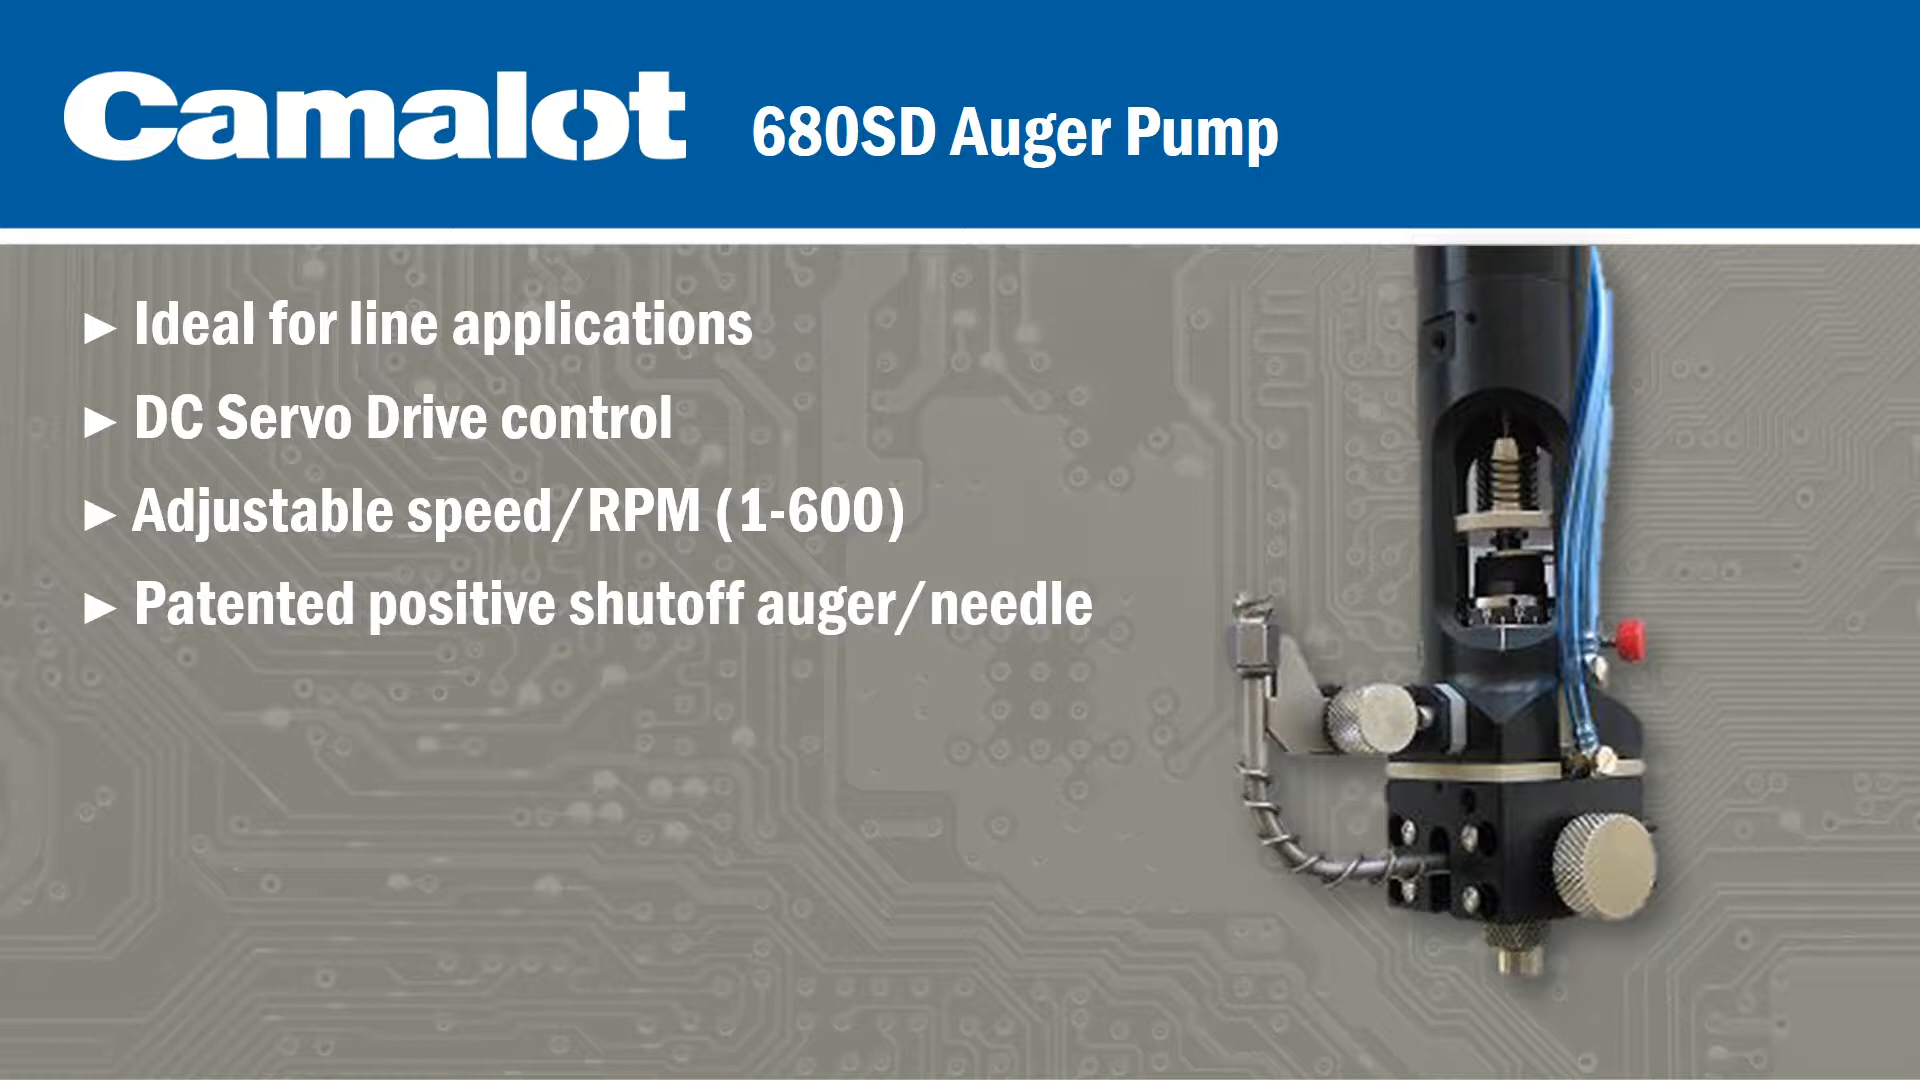 Camalot 680SD Auger Pump
► Ideal for line applications
► DC Servo Drive control
► Adjustable speed/RPM (1-600)
► Patented positive shutoff auger/needle